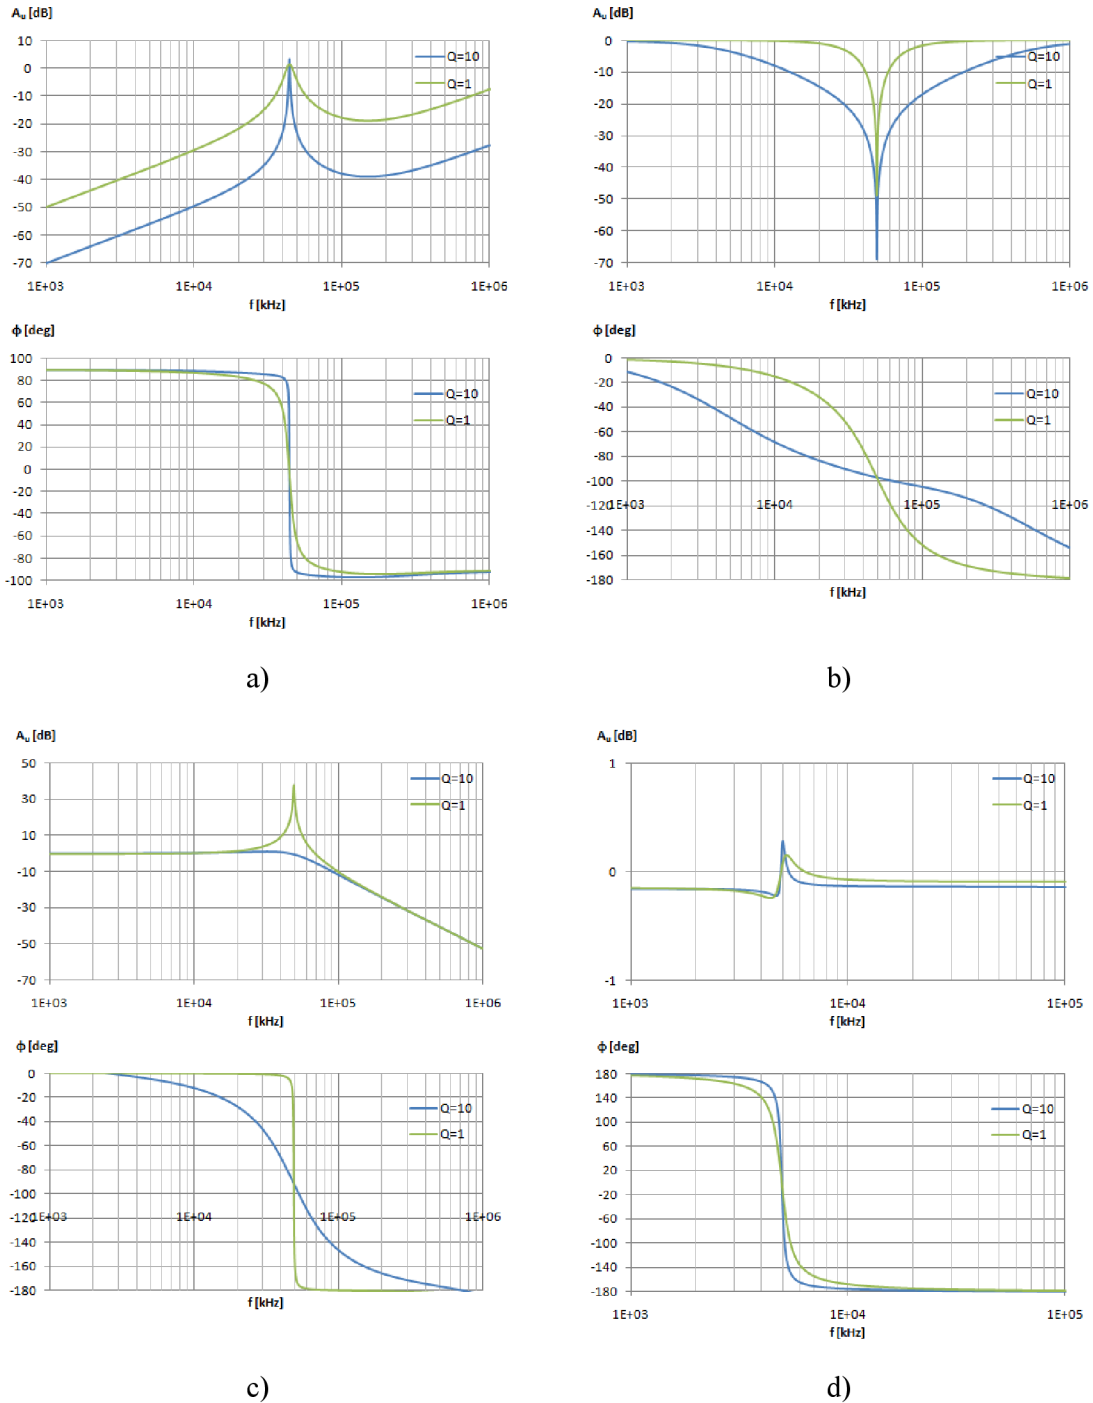 Aᵤ [dB]
10
0
-10
-20
-30
-40
-50
-60
-70
Q=10
Q=1
1E+03 1E+04 1E+05 1E+06
f [kHz]
ϕ [deg]
100
80
60
40
20
0
-20
-40
-60
-80
-100
Q=10
Q=1
1E+03 1E+04 1E+05 1E+06
f [kHz]
a)
Aᵤ [dB]
0
-10
-20
-30
-40
-50
-60
-70
Q=10
Q=1
1E+03 1E+04 1E+05 1E+06
f [kHz]
ϕ [deg]
0
-20
-40
-60
-80
-100
-120
-140
-160
-180
Q=10
Q=1
1E+03 1E+04 1E+05 1E+06
f [kHz]
b)
Aᵤ [dB]
50
30
10
-10
-30
-50
-70
Q=10
Q=1
1E+03 1E+04 1E+05 1E+06
f [kHz]
ϕ [deg]
0
-20
-40
-60
-80
-100
-120
-140
-160
-180
Q=10
Q=1
1E+03 1E+04 1E+05 1E+06
f [kHz]
c)
Aᵤ [dB]
1
0
-1
Q=10
Q=1
1E+03 1E+04 1E+05
f [kHz]
ϕ [deg]
180
140
100
60
20
-20
-60
-100
-140
-180
Q=10
Q=1
1E+03 1E+04 1E+05
f [kHz]
d)